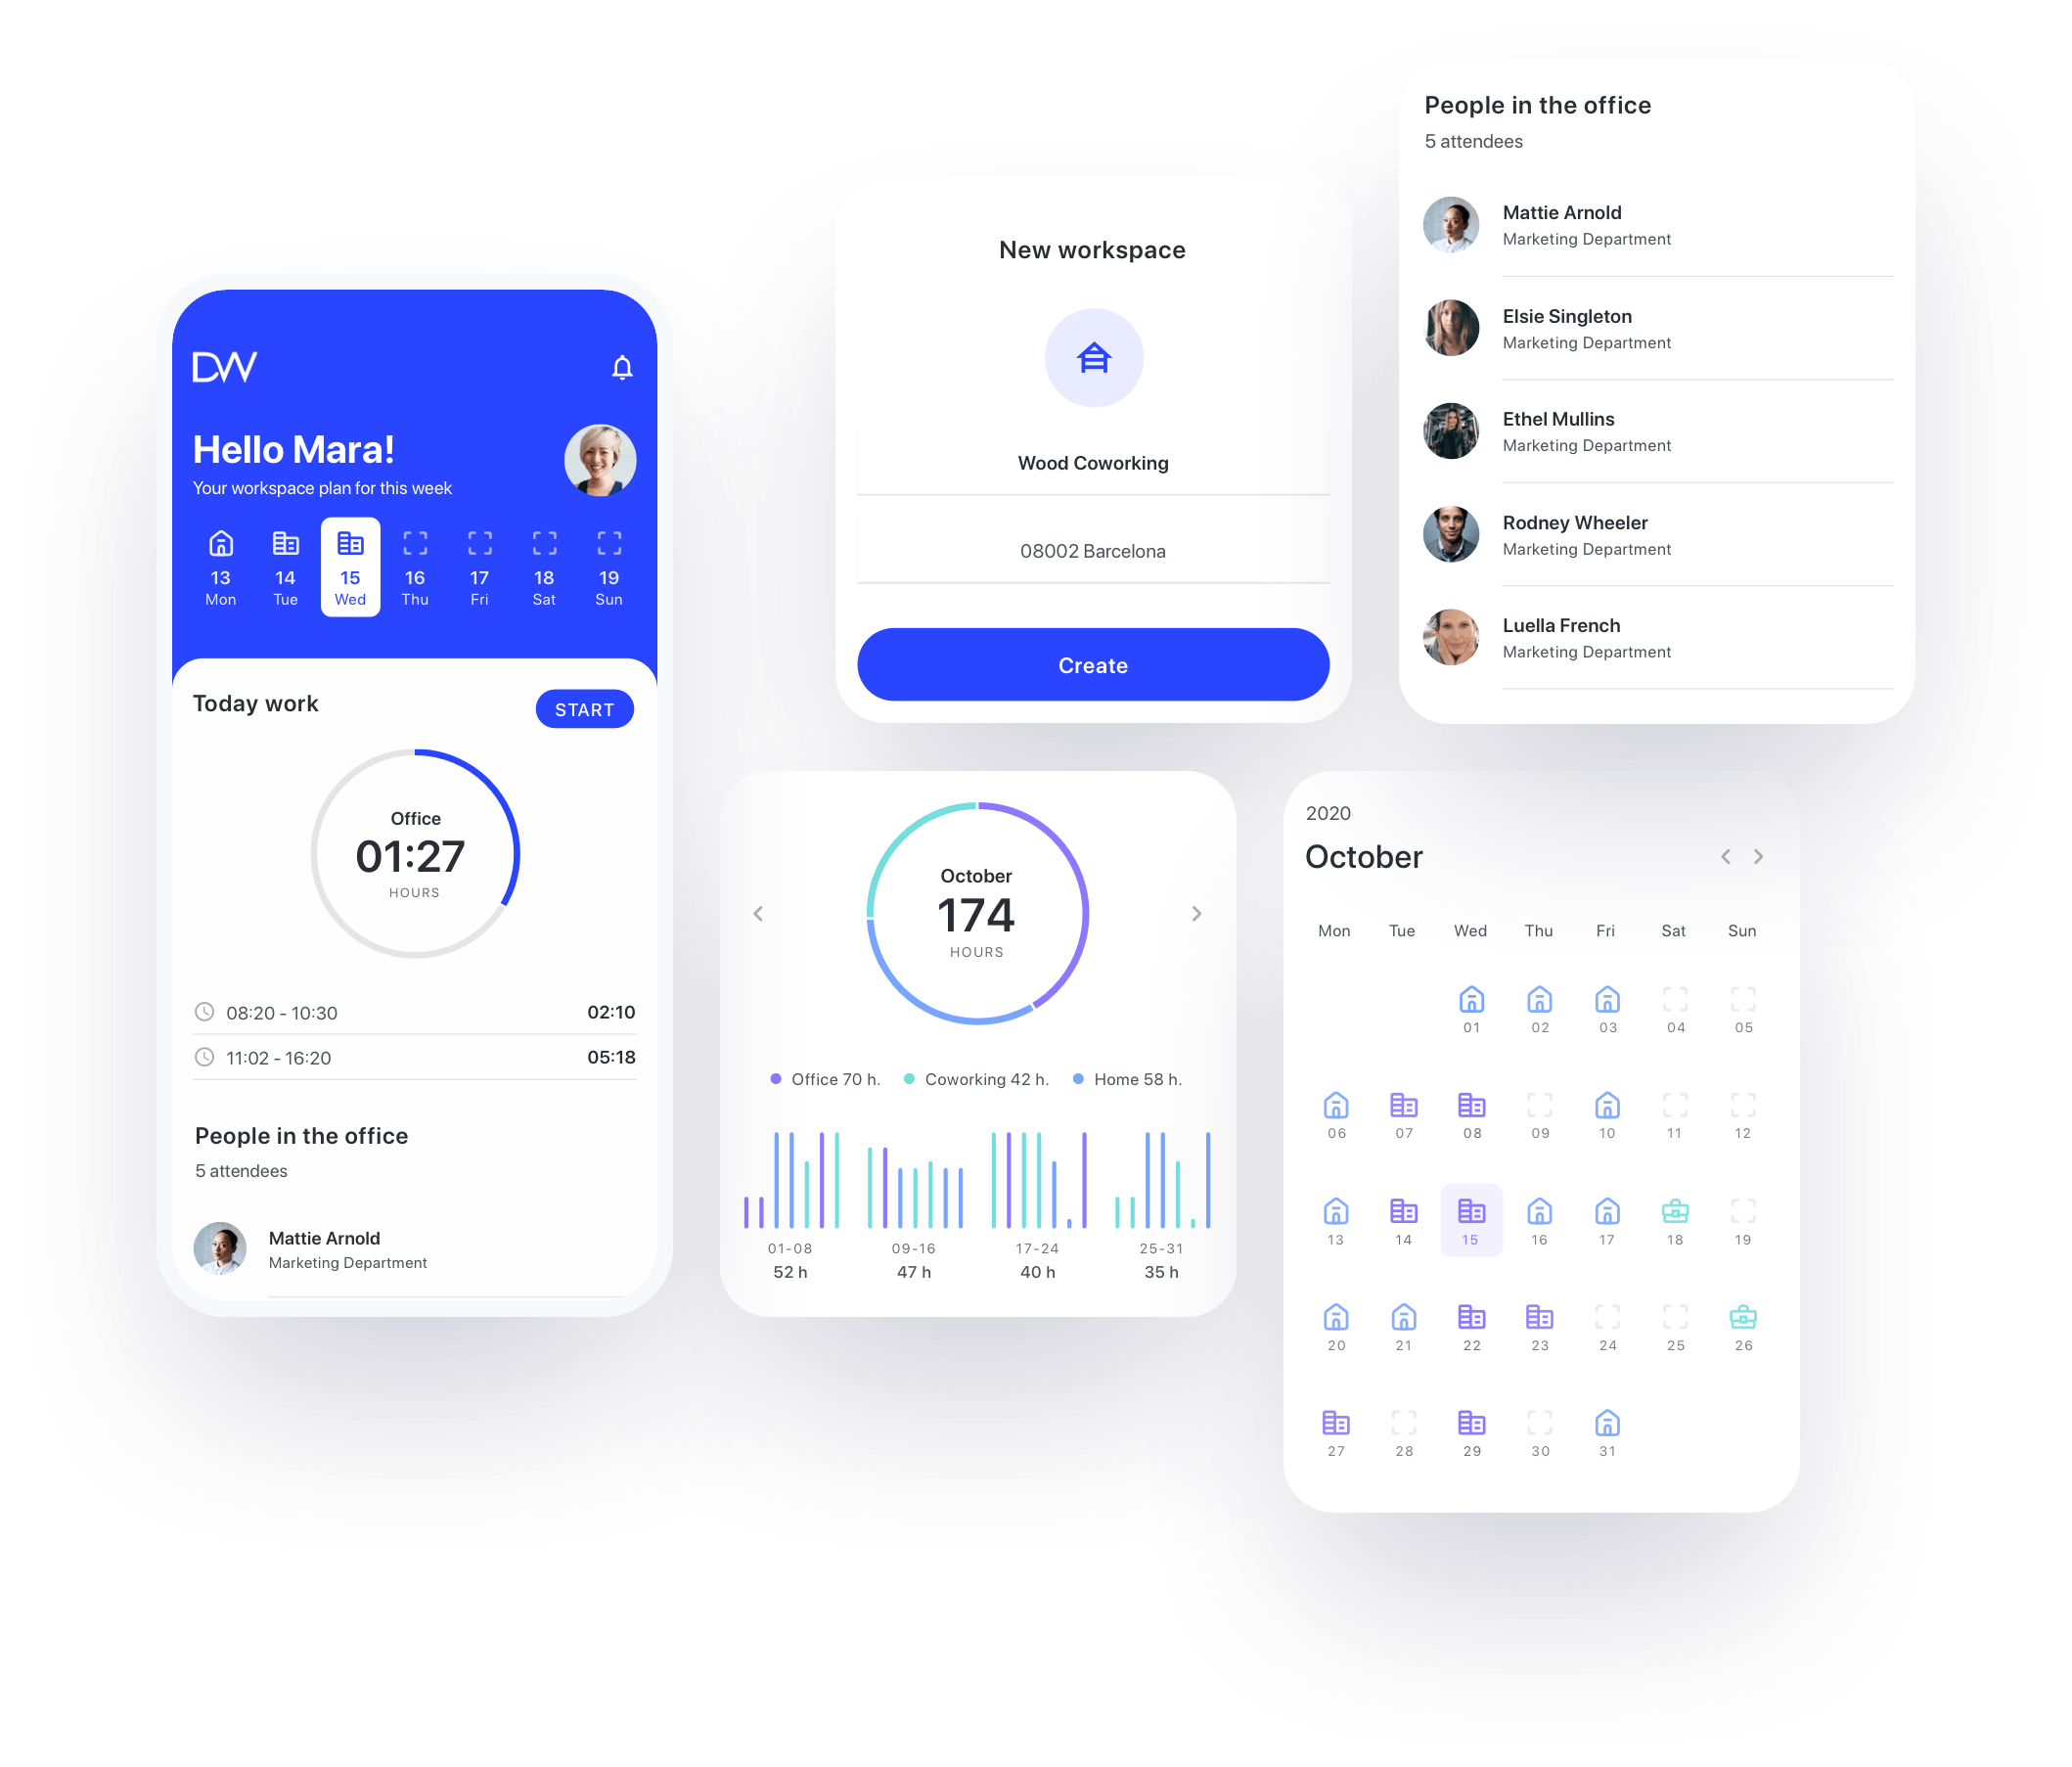 DW
Hello Mara!
Your workspace plan for this week
13 14 15 16 17 18 19
Mon Tue Wed Thu Fri Sat Sun
Today work
START
Office
01:27
HOURS
08:20 - 10:30 02:10
11:02 - 16:20 05:18
People in the office
5 attendees
Mattie Arnold
Marketing Department
New workspace
Wood Coworking
08002 Barcelona
Create
People in the office
5 attendees
Mattie Arnold
Marketing Department
Elsie Singleton
Marketing Department
Ethel Mullins
Marketing Department
Rodney Wheeler
Marketing Department
Luella French
Marketing Department
October
174
HOURS
Office 70 h. Coworking 42 h. Home 58 h.
01-08 09-16 17-24 25-31
52 h 47 h 40 h 35 h
2020
October
Mon Tue Wed Thu Fri Sat Sun
01 02 03 04 05
06 07 08 09 10 11 12
13 14 15 16 17 18 19
20 21 22 23 24 25 26
27 28 29 30 31